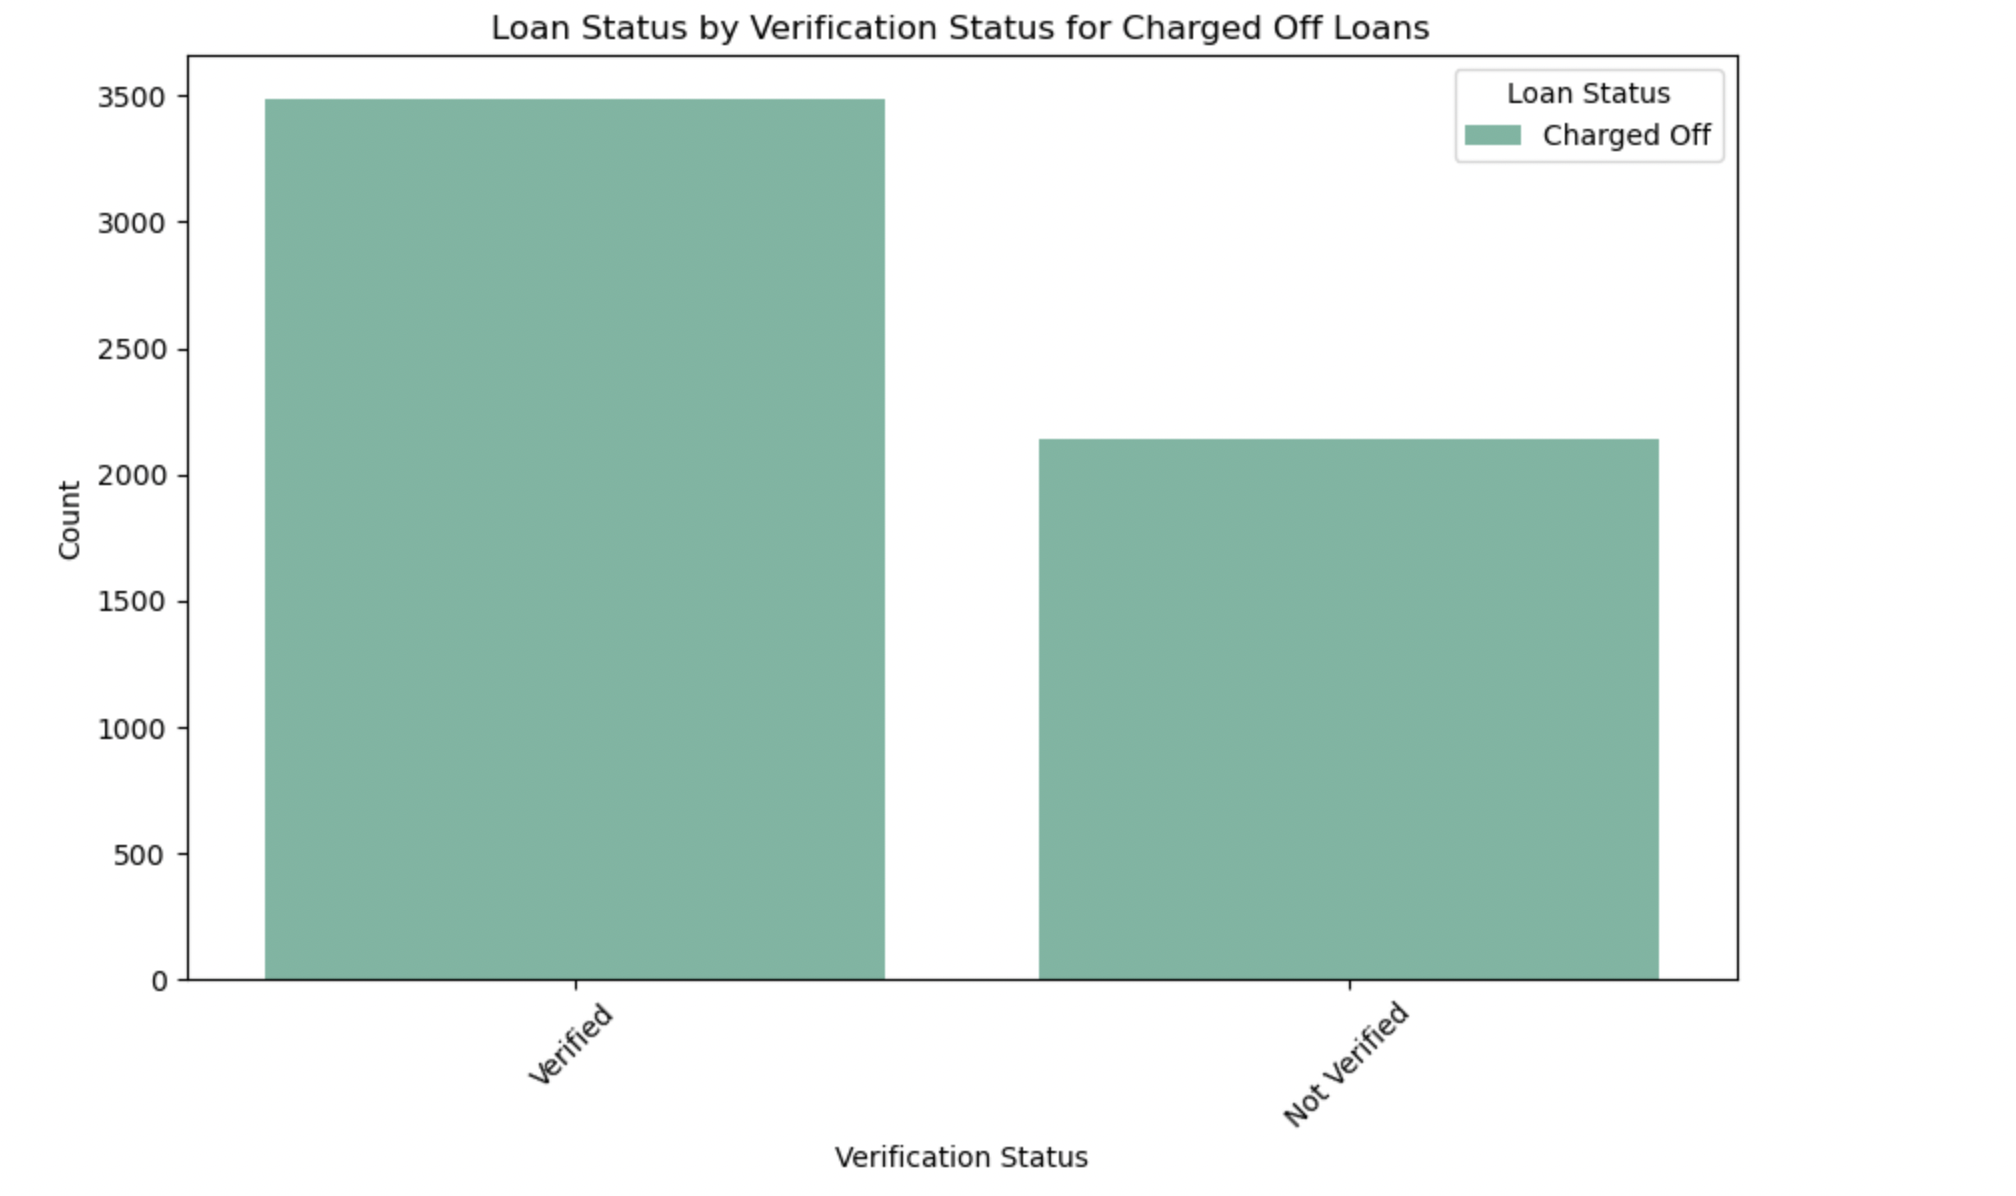 Loan Status by Verification Status for Charged Off Loans
Loan Status
Charged Off
3500
3000
2500
2000
1500
1000
500
0
Count
Verified
Not Verified
Verification Status